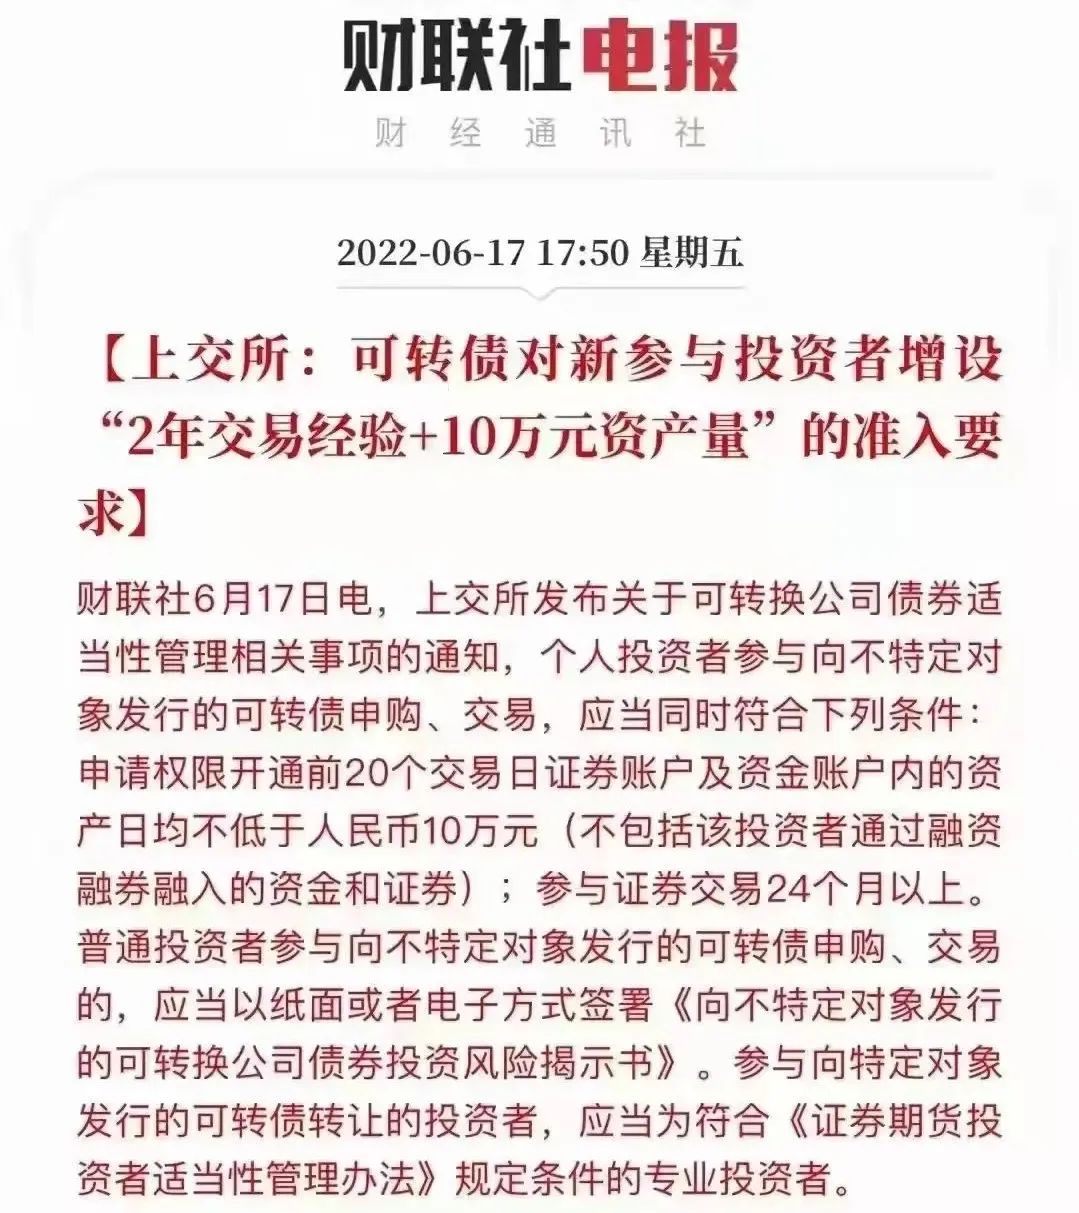 财联社电报
财经通讯社
2022-06-17 17:50 星期五
【上交所：可转债对新参与投资者增设
“2年交易经验+10万元资产量”的准入要
求】
财联社6月17日电，上交所发布关于可转换公司债券适
当性管理相关事项的通知，个人投资者参与向不特定对
象发行的可转债申购、交易，应当同时符合下列条件：
申请权限开通前20个交易日证券账户及资金账户内的资
产日均不低于人民币10万元（不包括该投资者通过融资
融券融入的资金和证券）；参与证券交易24个月以上。
普通投资者参与向不特定对象发行的可转债申购、交易
的，应当以纸面或者电子方式签署《向不特定对象发行
的可转换公司债券投资风险揭示书》。参与向特定对象
发行的可转债转让的投资者，应当为符合《证券期货投
资者适当性管理办法》规定条件的专业投资者。